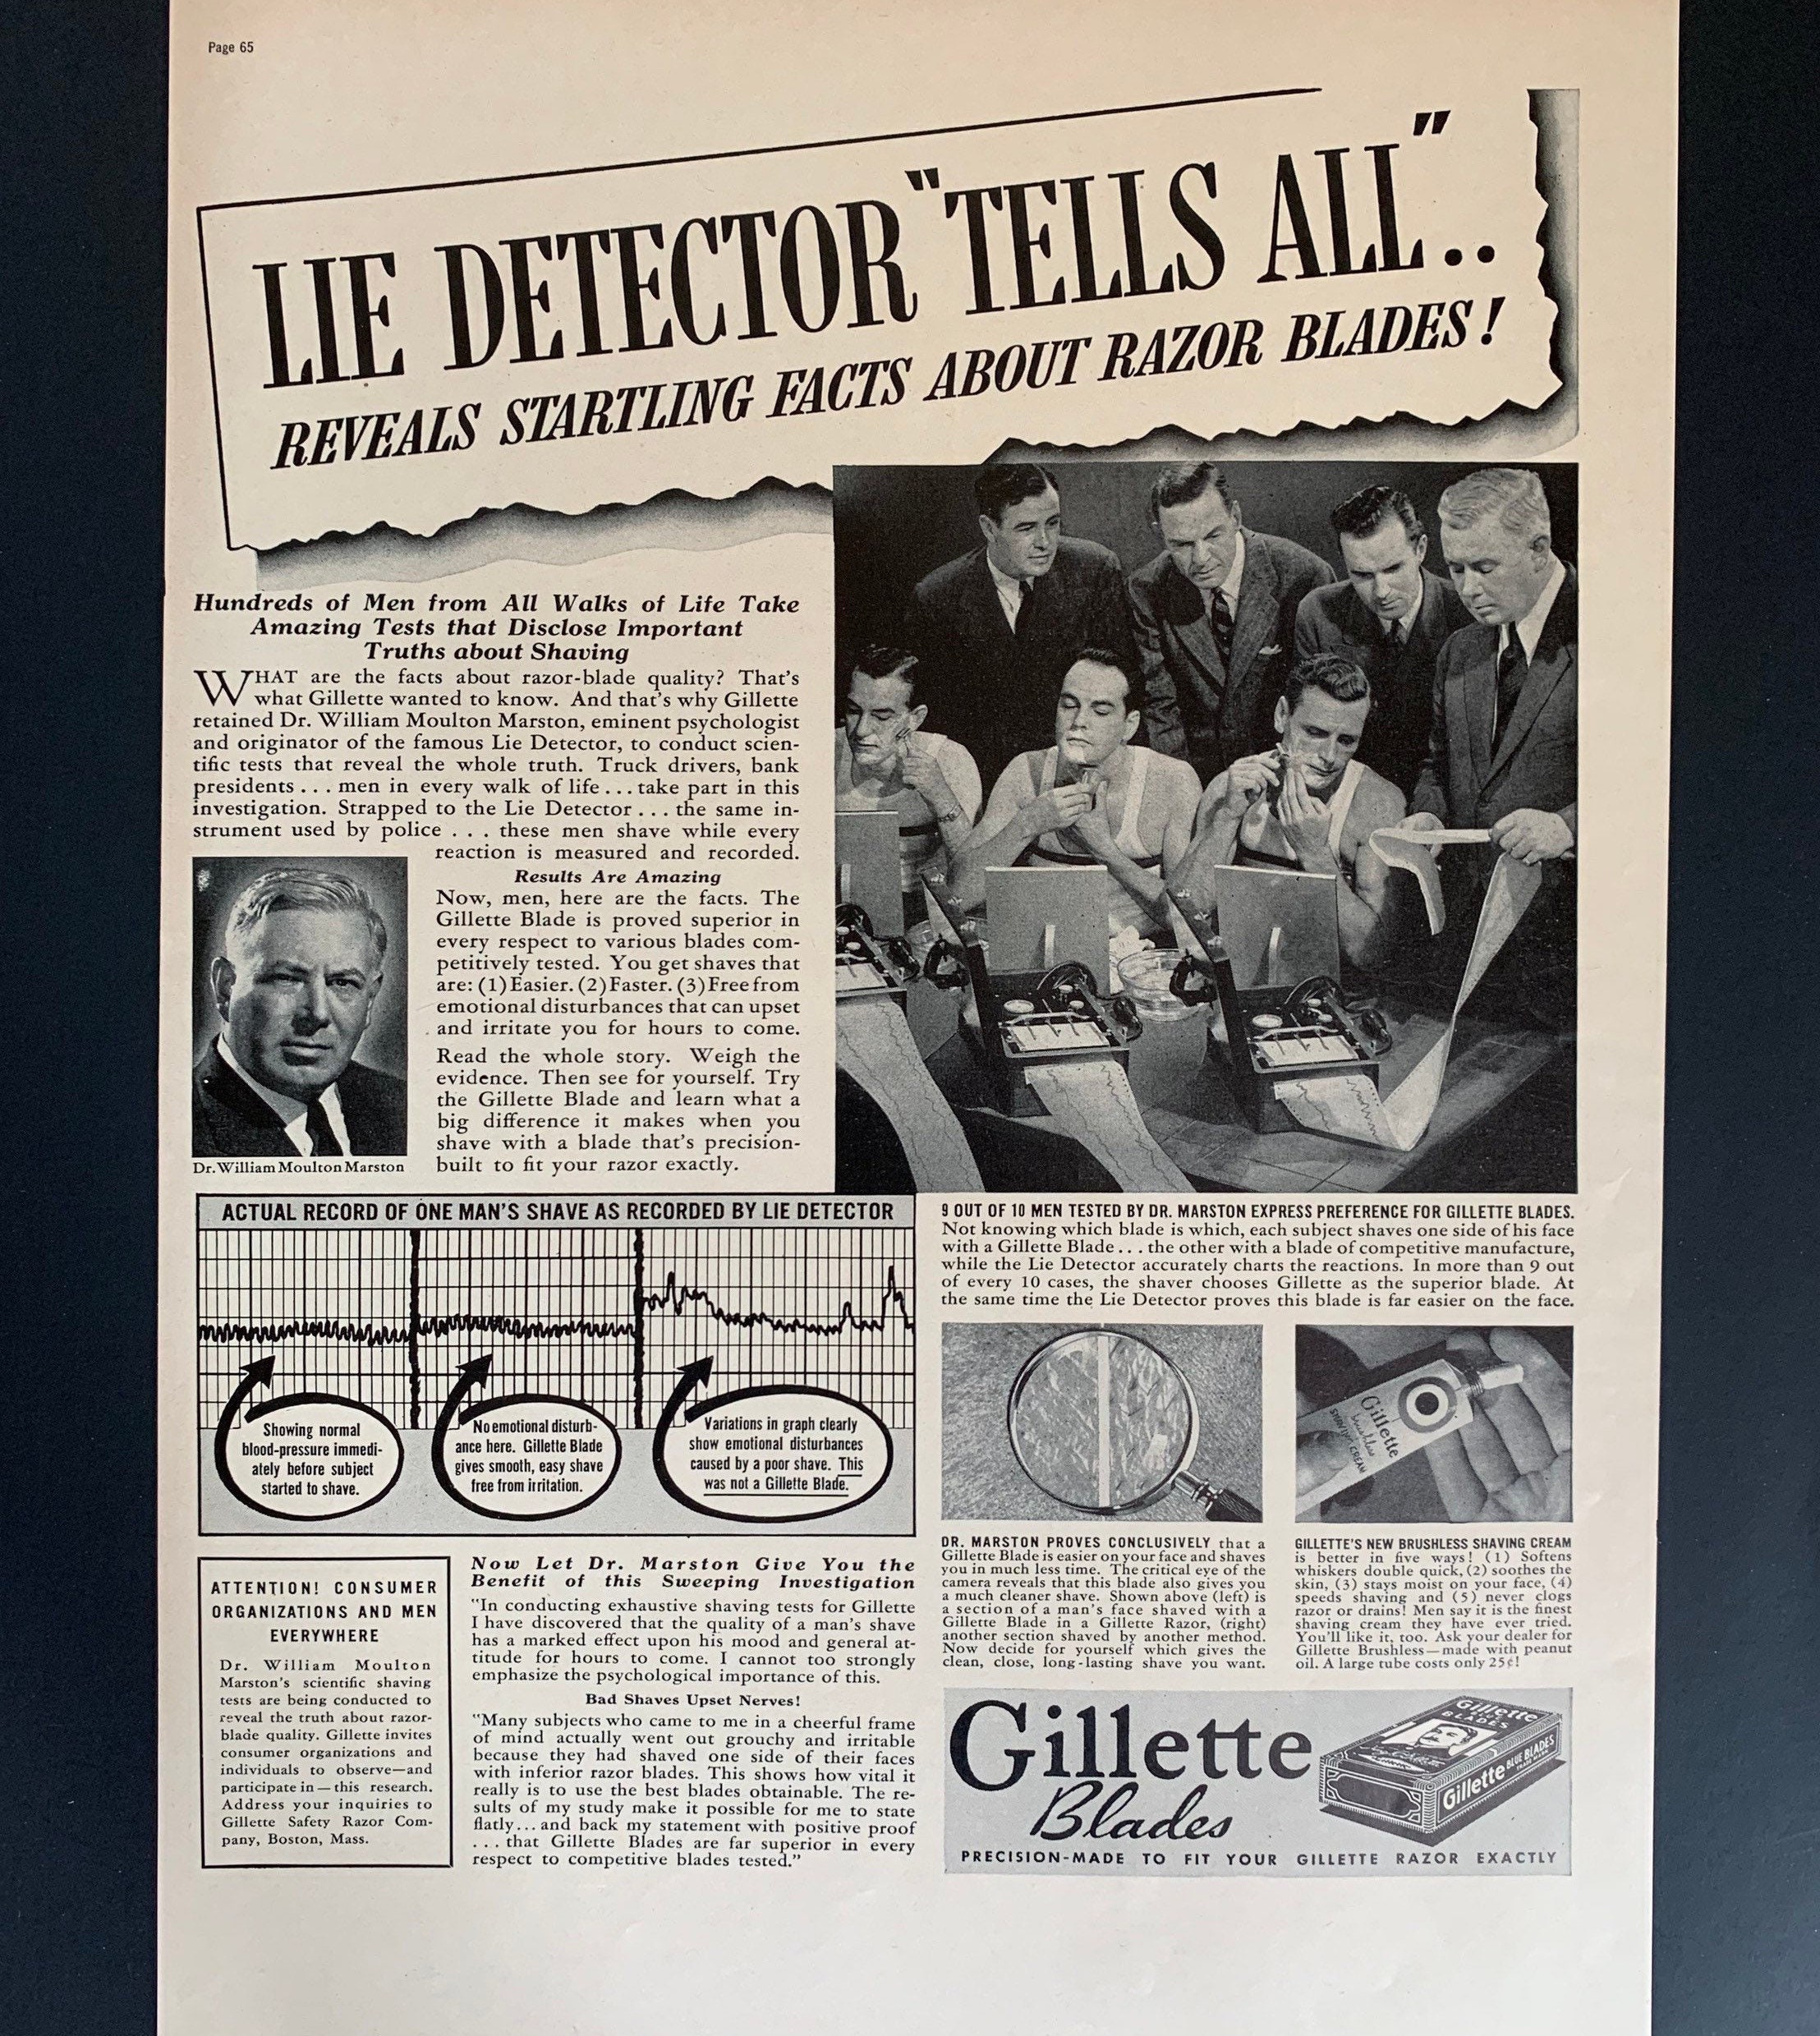 Page 65
LIE DETECTOR "TELLS ALL"..
REVEALS STARTLING FACTS ABOUT RAZOR BLADES!
Hundreds of Men from All Walks of Life Take
Amazing Tests that Disclose Important
Truths about Shaving
WHAT are the facts about razor-blade quality? That's
what Gillette wanted to know. And that's why Gillette
retained Dr. William Moulton Marston, eminent psychologist
and originator of the famous Lie Detector, to conduct scien-
tific tests that reveal the whole truth. Truck drivers, bank
presidents . . . men in every walk of life . . . take part in this
investigation. Strapped to the Lie Detector . . . the same in-
strument used by police . . . these men shave while every
reaction is measured and recorded.
Results Are Amazing
Now, men, here are the facts. The
Gillette Blade is proved superior in
every respect to various blades com-
petitively tested. You get shaves that
are: (1) Easier. (2) Faster. (3) Free from
emotional disturbances that can upset
and irritate you for hours to come.
Read the whole story. Weigh the
evidence. Then see for yourself. Try
the Gillette Blade and learn what a
big difference it makes when you
shave with a blade that's precision-
built to fit your razor exactly.
Dr. William Moulton Marston
ACTUAL RECORD OF ONE MAN'S SHAVE AS RECORDED BY LIE DETECTOR
Showing normal
blood-pressure immedi-
ately before subject
started to shave.
No emotional disturb-
ance here. Gillette Blade
gives smooth, easy shave
free from irritation.
Variations in graph clearly
show emotional disturbances
caused by a poor shave. This
was not a Gillette Blade.
9 OUT OF 10 MEN TESTED BY DR. MARSTON EXPRESS PREFERENCE FOR GILLETTE BLADES.
Not knowing which blade is which, each subject shaves one side of his face
with a Gillette Blade . . . the other with a blade of competitive manufacture,
while the Lie Detector accurately charts the reactions. In more than 9 out
of every 10 cases, the shaver chooses Gillette as the superior blade. At
the same time the Lie Detector proves this blade is far easier on the face.
Gillette
brushless
SHAVING CREAM
DR. MARSTON PROVES CONCLUSIVELY that a
Gillette Blade is easier on your face and shaves
you in much less time. The critical eye of the
camera reveals that this blade also gives you
a much cleaner shave. Shown above (left) is
a section of a man's face shaved with a
Gillette Blade in a Gillette Razor, (right)
another section shaved by another method.
Now decide for yourself which gives the
clean, close, long-lasting shave you want.
GILLETTE'S NEW BRUSHLESS SHAVING CREAM
is better in five ways! (1) Softens
whiskers double quick, (2) soothes the
skin, (3) stays moist on your face, (4)
speeds shaving and (5) never clogs
razor or drains! Men say it is the finest
shaving cream they have ever tried.
You'll like it, too. Ask your dealer for
Gillette Brushless—made with peanut
oil. A large tube costs only 25¢!
ATTENTION! CONSUMER
ORGANIZATIONS AND MEN
EVERYWHERE
Dr. William Moulton
Marston's scientific shaving
tests are being conducted to
reveal the truth about razor-
blade quality. Gillette invites
consumer organizations and
individuals to observe—and
participate in—this research.
Address your inquiries to
Gillette Safety Razor Com-
pany, Boston, Mass.
Now Let Dr. Marston Give You the
Benefit of this Sweeping Investigation
"In conducting exhaustive shaving tests for Gillette
I have discovered that the quality of a man's shave
has a marked effect upon his mood and general at-
titude for hours to come. I cannot too strongly
emphasize the psychological importance of this.
Bad Shaves Upset Nerves!
"Many subjects who came to me in a cheerful frame
of mind actually went out grouchy and irritable
because they had shaved one side of their faces
with inferior razor blades. This shows how vital it
really is to use the best blades obtainable. The re-
sults of my study make it possible for me to state
flatly . . . and back my statement with positive proof
. . . that Gillette Blades are far superior in every
respect to competitive blades tested."
Gillette
Blades
Gillette
BLADES
Gillette BLUE BLADES
PRECISION-MADE TO FIT YOUR GILLETTE RAZOR EXACTLY